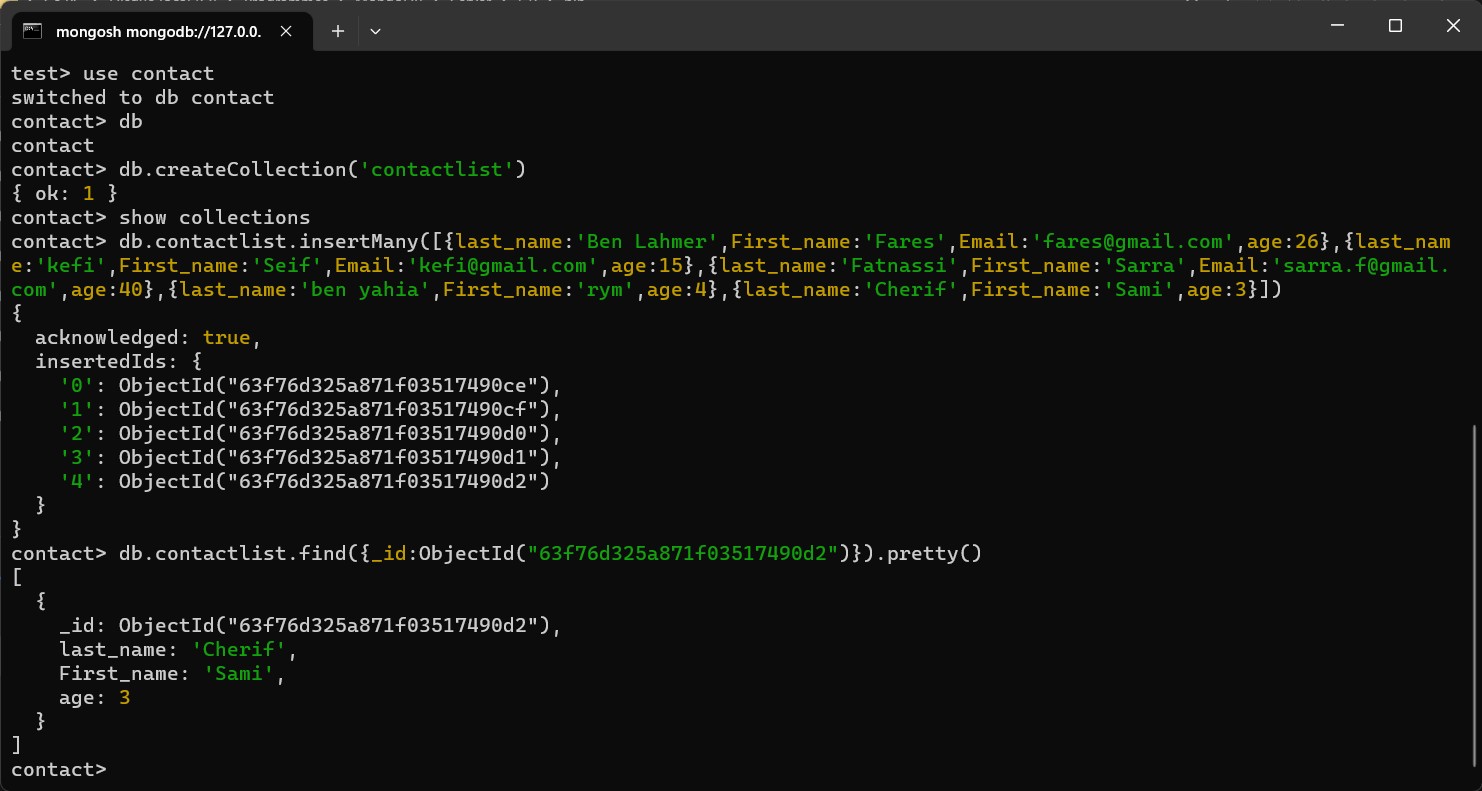 mongosh mongodb://127.0.0.
test> use contact
switched to db contact
contact> db
contact
contact> db.createCollection('contactlist')
{ ok: 1 }
contact> show collections
contact> db.contactlist.insertMany([{last_name:'Ben Lahmer',First_name:'Fares',Email:'fares@gmail.com',age:26},{last_nam
e:'kefi',First_name:'Seif',Email:'kefi@gmail.com',age:15},{last_name:'Fatnassi',First_name:'Sarra',Email:'sarra.f@gmail.
com',age:40},{last_name:'ben yahia',First_name:'rym',age:4},{last_name:'Cherif',First_name:'Sami',age:3}])
{
  acknowledged: true,
  insertedIds: {
    '0': ObjectId("63f76d325a871f03517490ce"),
    '1': ObjectId("63f76d325a871f03517490cf"),
    '2': ObjectId("63f76d325a871f03517490d0"),
    '3': ObjectId("63f76d325a871f03517490d1"),
    '4': ObjectId("63f76d325a871f03517490d2")
  }
}
contact> db.contactlist.find({_id:ObjectId("63f76d325a871f03517490d2")}).pretty()
[
  {
    _id: ObjectId("63f76d325a871f03517490d2"),
    last_name: 'Cherif',
    First_name: 'Sami',
    age: 3
  }
]
contact>